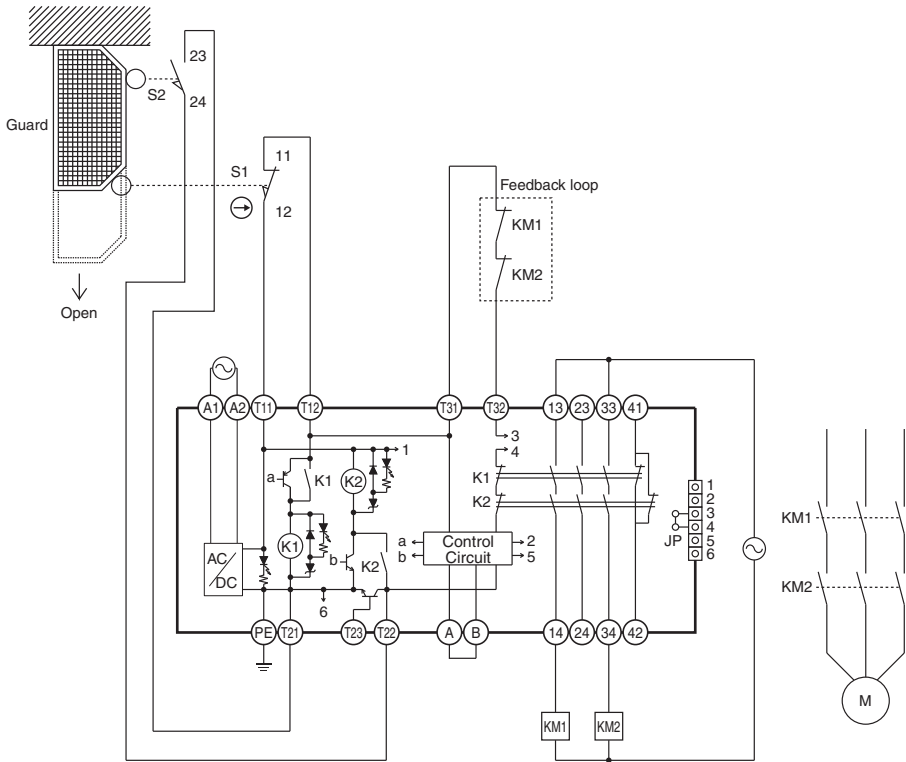 23
S2
24
Guard
11
S1
12
Feedback loop
KM1
KM2
Open
A1 A2 T11 T12 T31 T32 13 23 33 41
1
3
4
a K1 K2
K1
K2
1
2
3
4
5
6
JP
KM1
K1
b K2
a Control 2
b Circuit 5
AC/DC
KM2
6
PE T21 T23 T22 A B 14 24 34 42
KM1 KM2
M